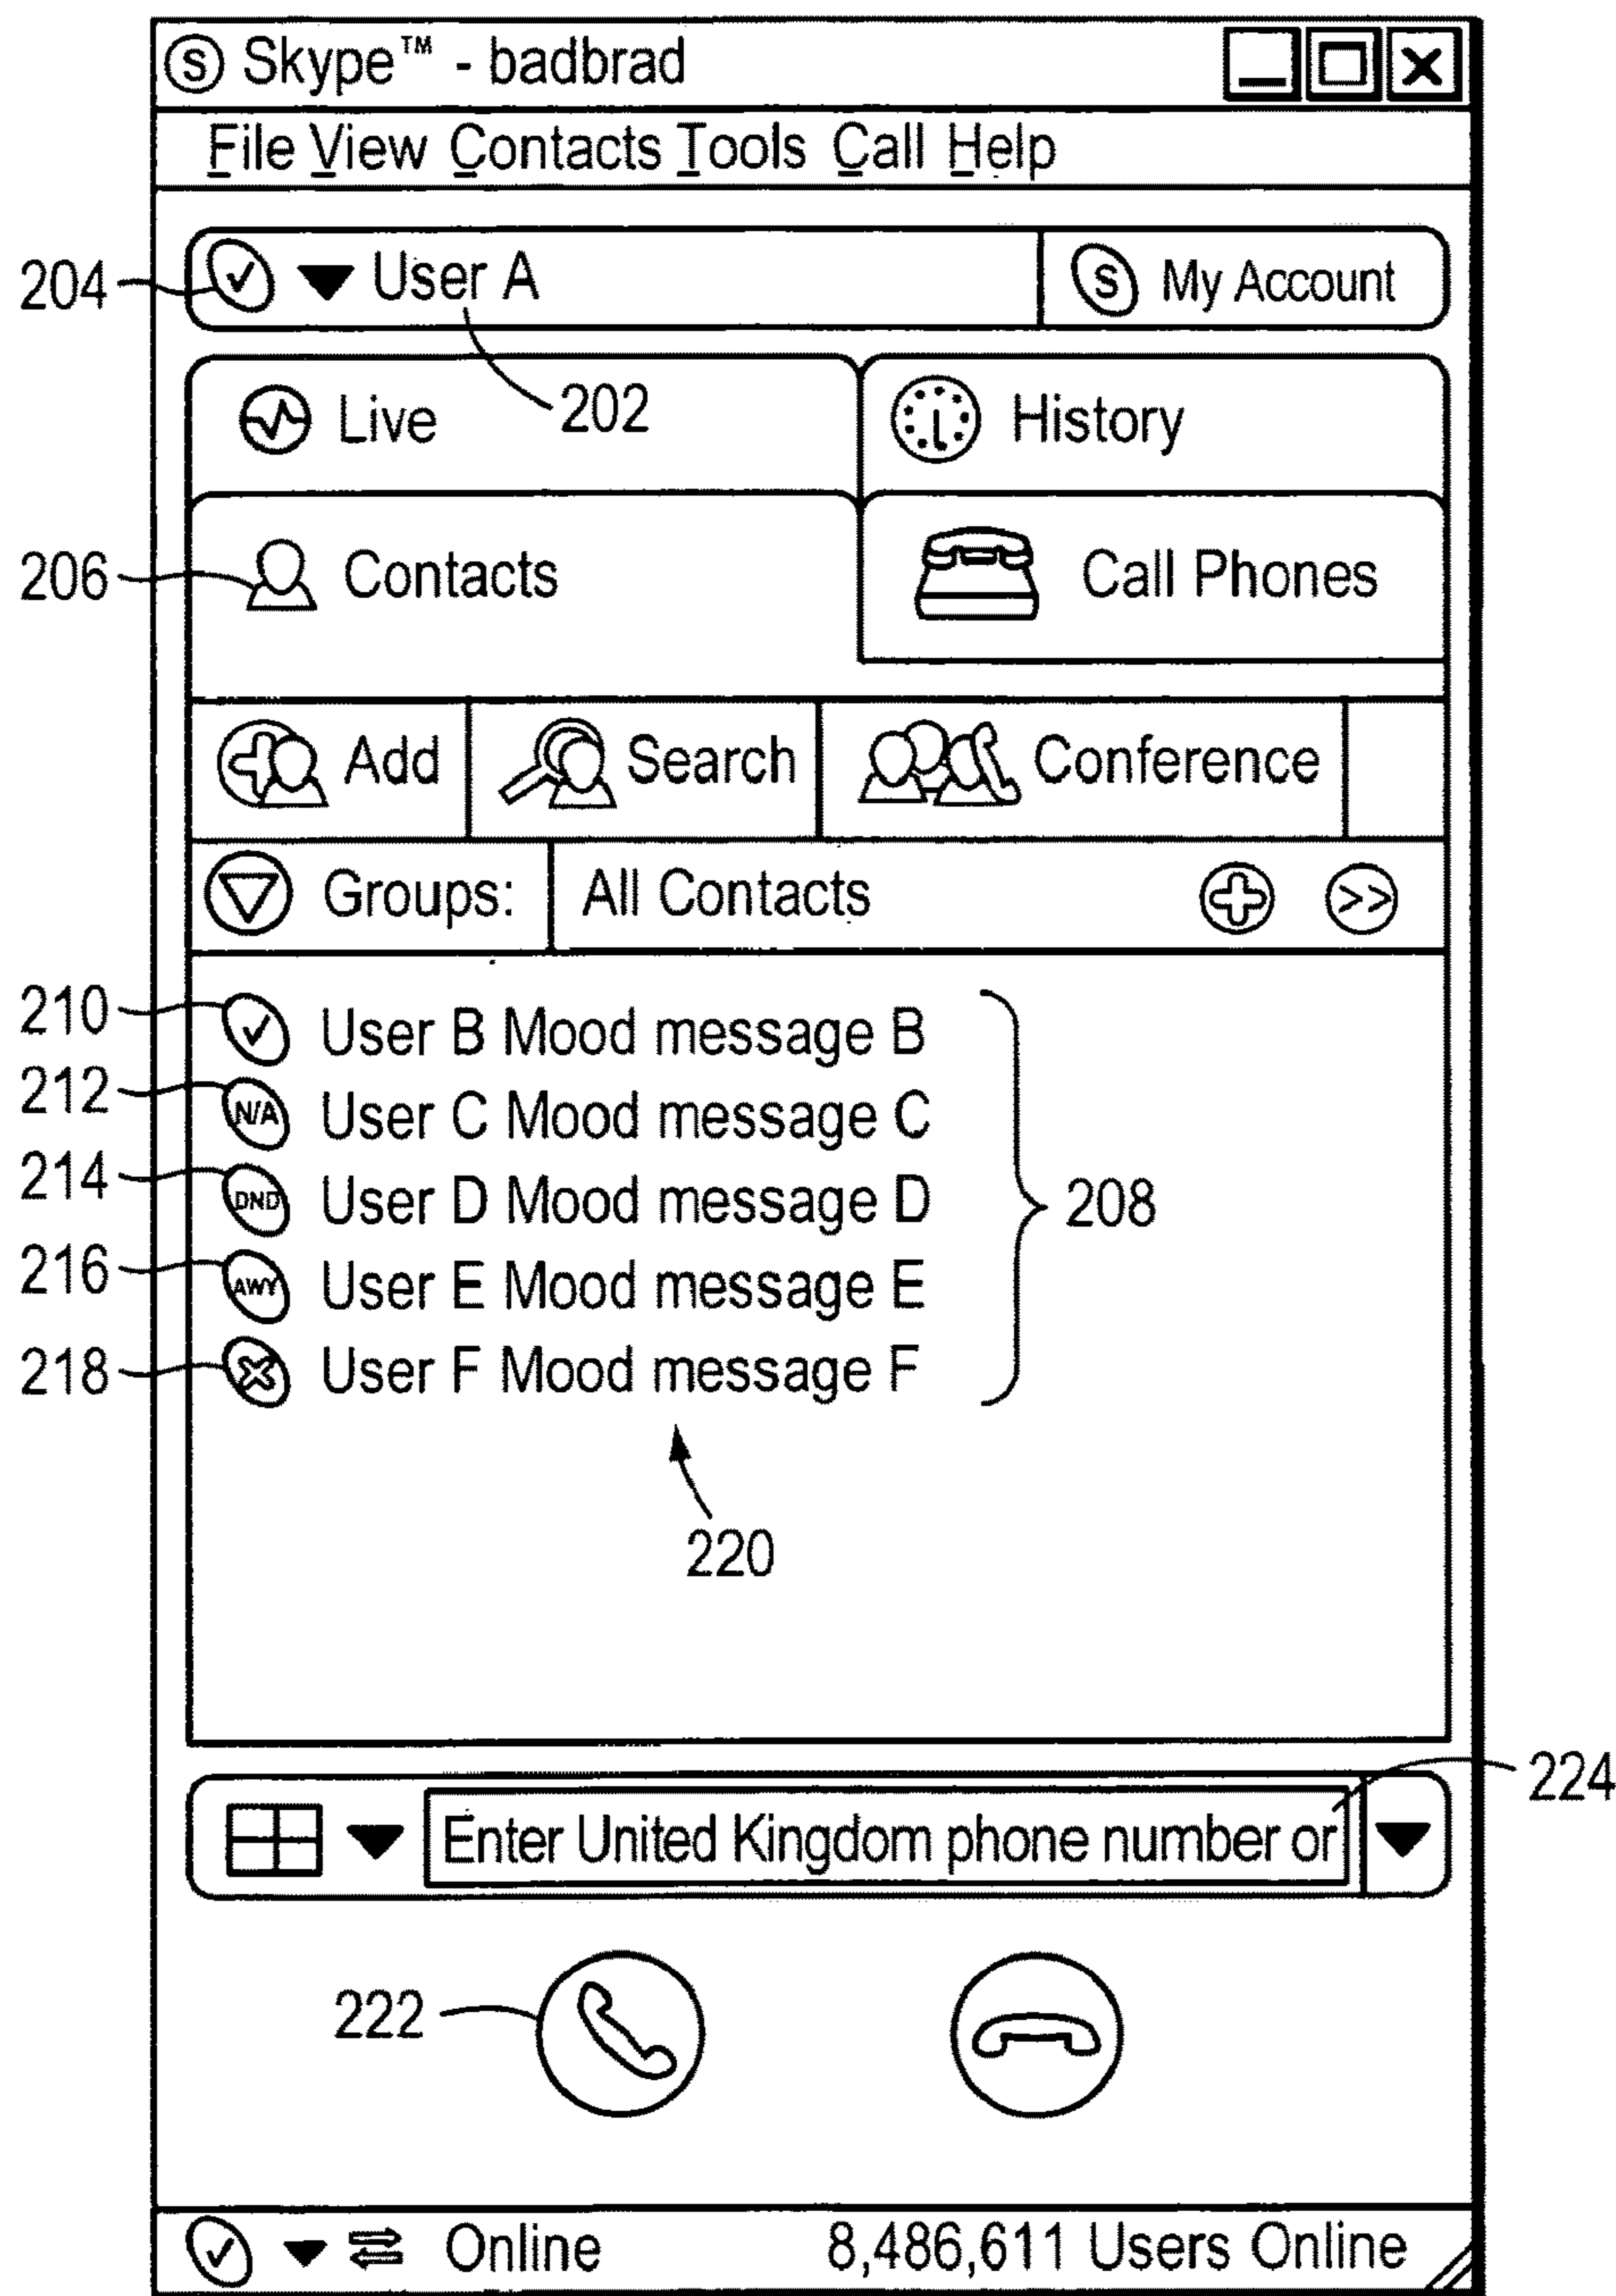 S Skype™ - badbrad
File View Contacts Tools Call Help
204 User A S My Account
Live 202 History
206 Contacts Call Phones
Add Search Conference
Groups: All Contacts >>
210 User B Mood message B
212 N/A User C Mood message C
214 DND User D Mood message D 208
216 AWY User E Mood message E
218 User F Mood message F
220
224
Enter United Kingdom phone number or
222
Online 8,486,611 Users Online